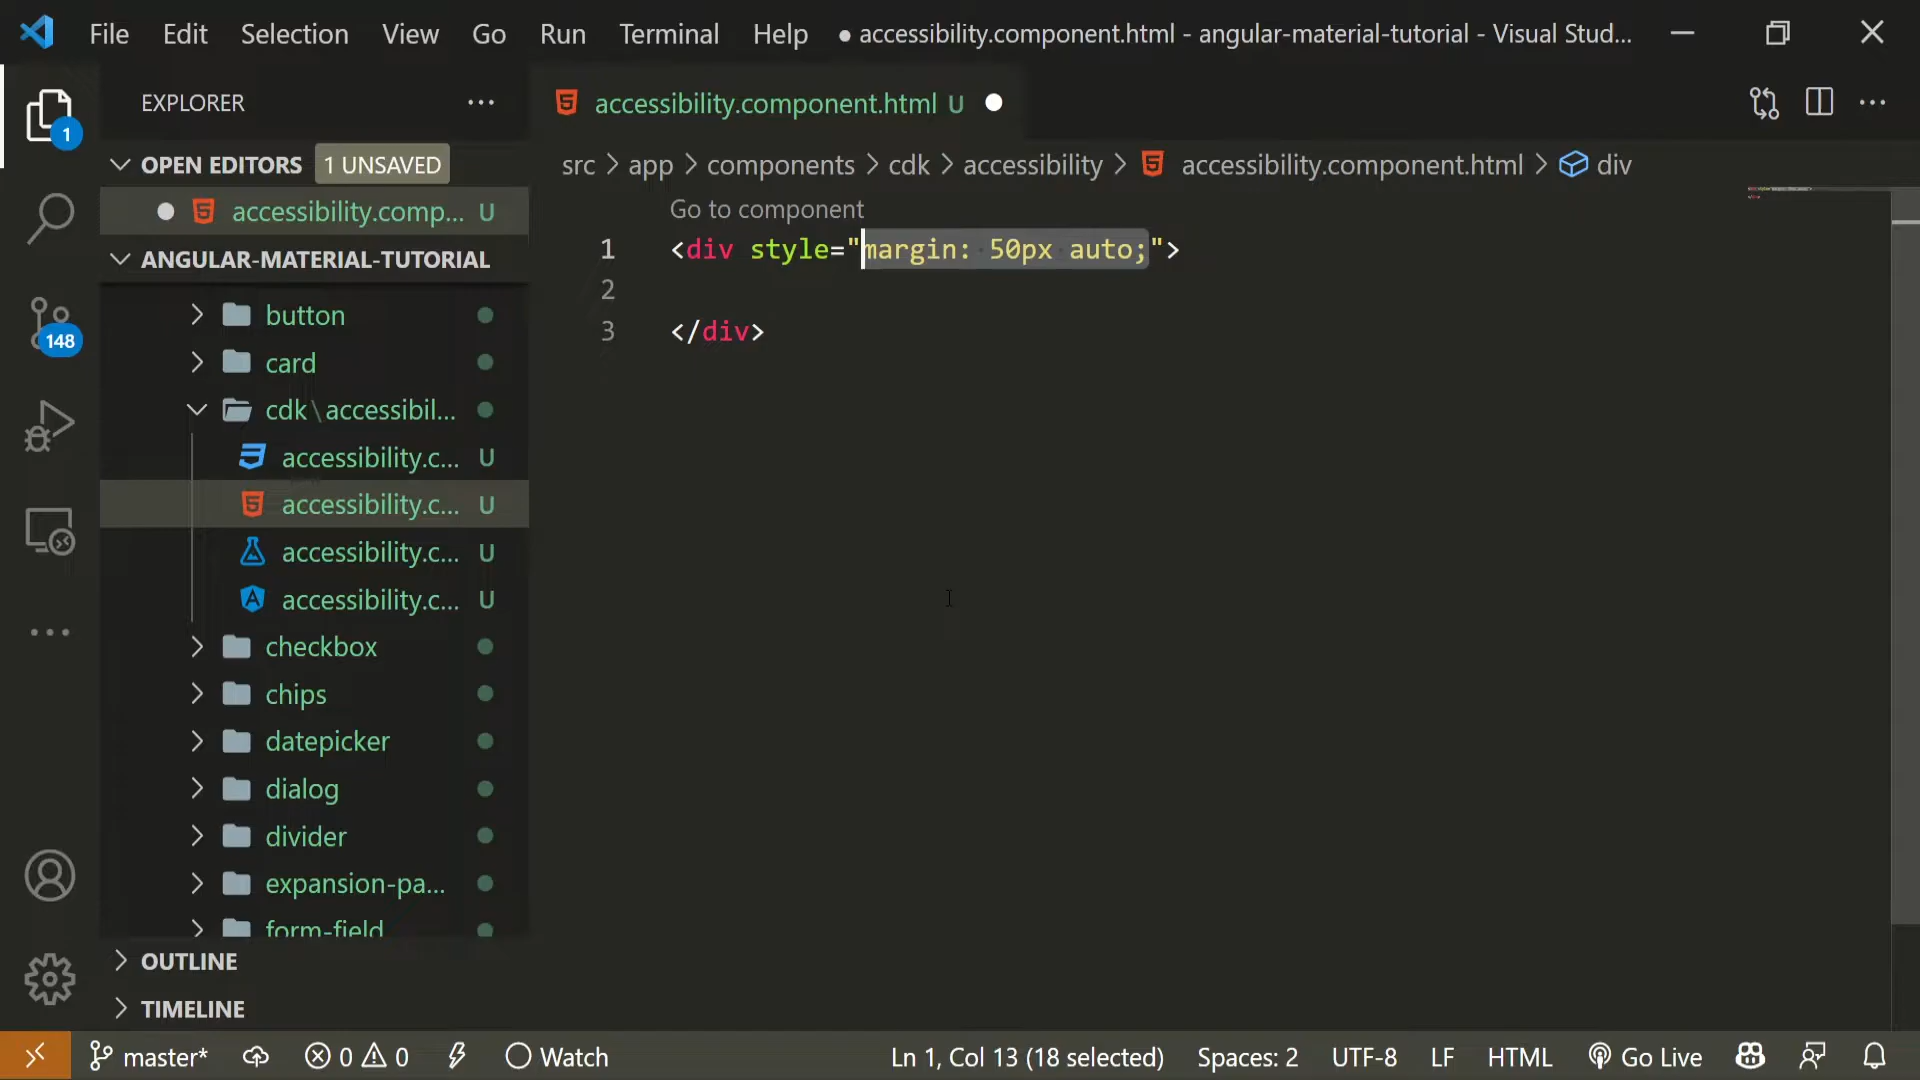 File Edit Selection View Go Run Terminal Help ● accessibility.component.html - angular-material-tutorial - Visual Stud...
EXPLORER
1
OPEN EDITORS 1 UNSAVED
accessibility.comp... U
ANGULAR-MATERIAL-TUTORIAL
button
148
card
cdk\accessibil...
accessibility.c... U
accessibility.c... U
accessibility.c... U
accessibility.c... U
checkbox
chips
datepicker
dialog
divider
expansion-pa...
form-field
OUTLINE
TIMELINE
accessibility.component.html U
src > app > components > cdk > accessibility > accessibility.component.html > div
Go to component
1 <div style="margin: 50px auto;">
2
3 </div>
master* 0 0 Watch Ln 1, Col 13 (18 selected) Spaces: 2 UTF-8 LF HTML Go Live